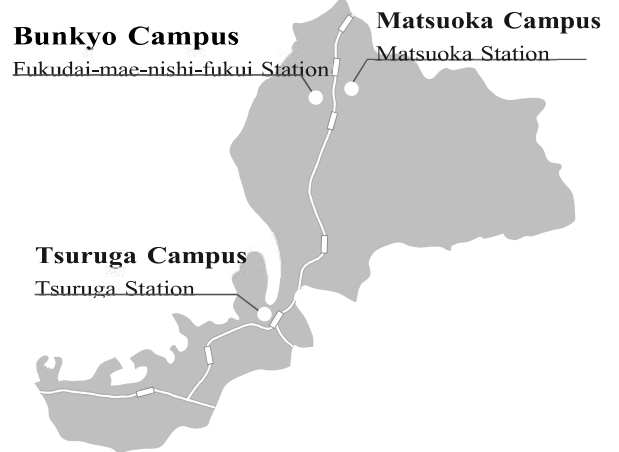 Bunkyo Campus
Fukudai-mae-nishi-fukui Station
Matsuoka Campus
Matsuoka Station
Tsuruga Campus
Tsuruga Station